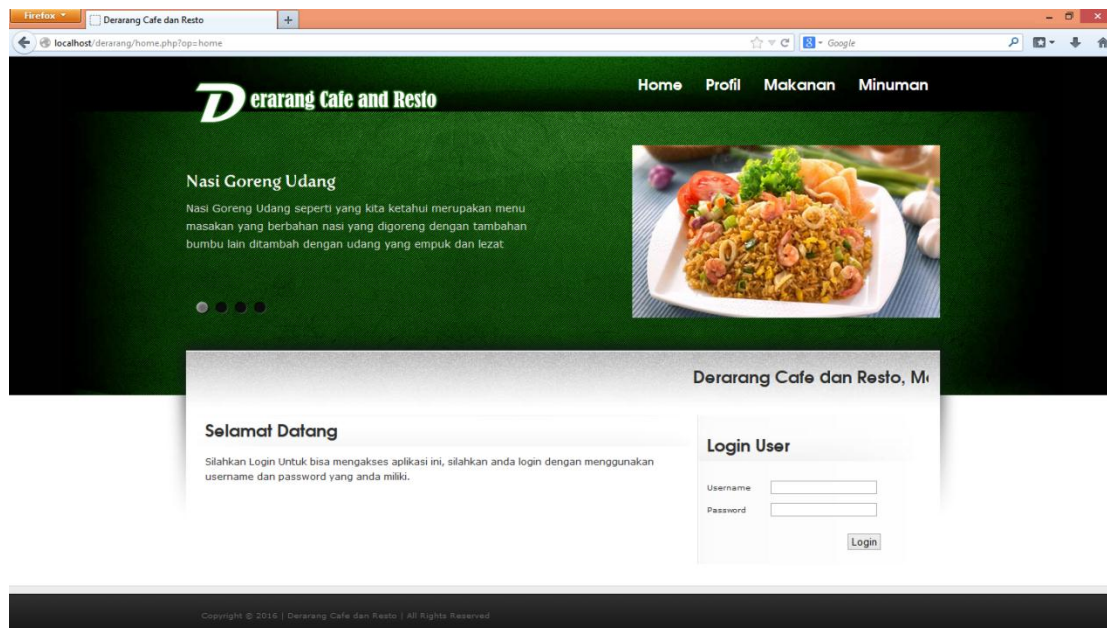 Firefox
Derarang Cafe dan Resto
localhost/derarang/home.php?op=home
Google
Derarang Cafe and Resto
Home Profil Makanan Minuman
Nasi Goreng Udang
Nasi Goreng Udang seperti yang kita ketahui merupakan menu
masakan yang berbahan nasi yang digoreng dengan tambahan
bumbu lain ditambah dengan udang yang empuk dan lezat
Derarang Cafe dan Resto,
Selamat Datang
Silahkan Login Untuk bisa mengakses aplikasi ini, silahkan anda login dengan menggunakan
username dan password yang anda miliki.
Login User
Username
Password
Login
Copyright © 2016 | Derarang Cafe dan Resto | All Rights Reserved